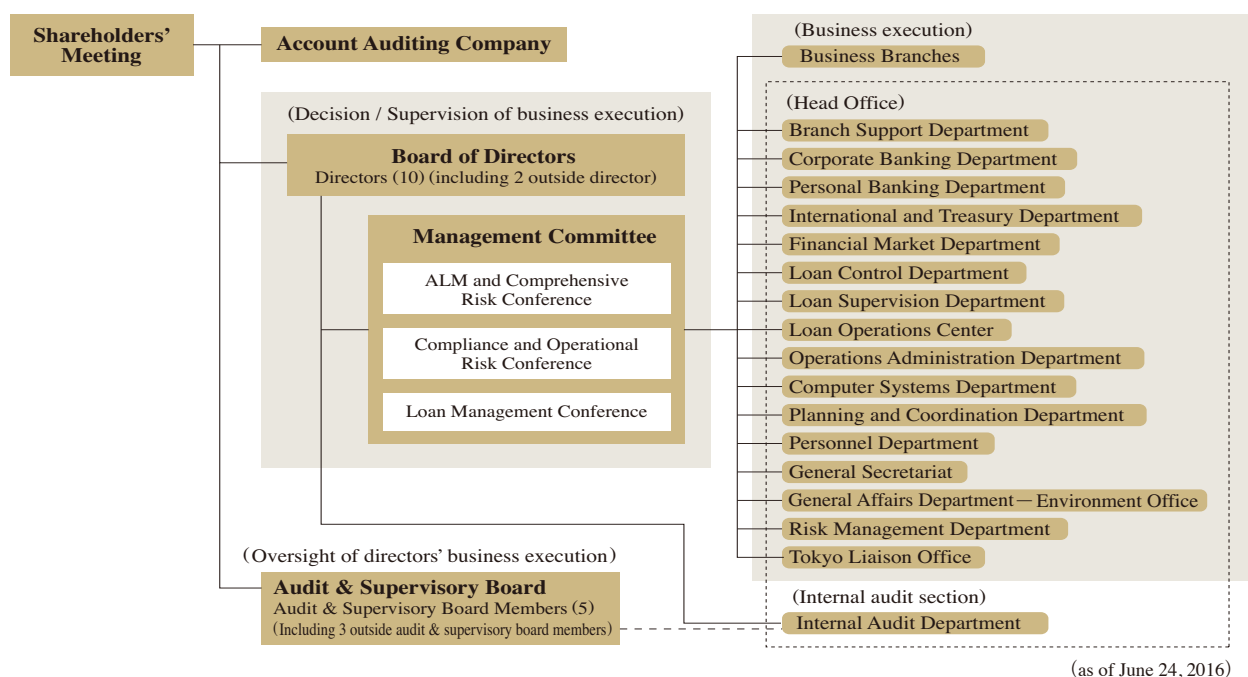 Shareholders'
Meeting
Account Auditing Company
(Decision / Supervision of business execution)
Board of Directors
Directors (10) (including 2 outside director)
Management Committee
ALM and Comprehensive
Risk Conference
Compliance and Operational
Risk Conference
Loan Management Conference
(Oversight of directors' business execution)
Audit & Supervisory Board
Audit & Supervisory Board Members (5)
(Including 3 outside audit & supervisory board members)
(Business execution)
Business Branches
(Head Office)
Branch Support Department
Corporate Banking Department
Personal Banking Department
International and Treasury Department
Financial Market Department
Loan Control Department
Loan Supervision Department
Loan Operations Center
Operations Administration Department
Computer Systems Department
Planning and Coordination Department
Personnel Department
General Secretariat
General Affairs Department — Environment Office
Risk Management Department
Tokyo Liaison Office
(Internal audit section)
Internal Audit Department
(as of June 24, 2016)